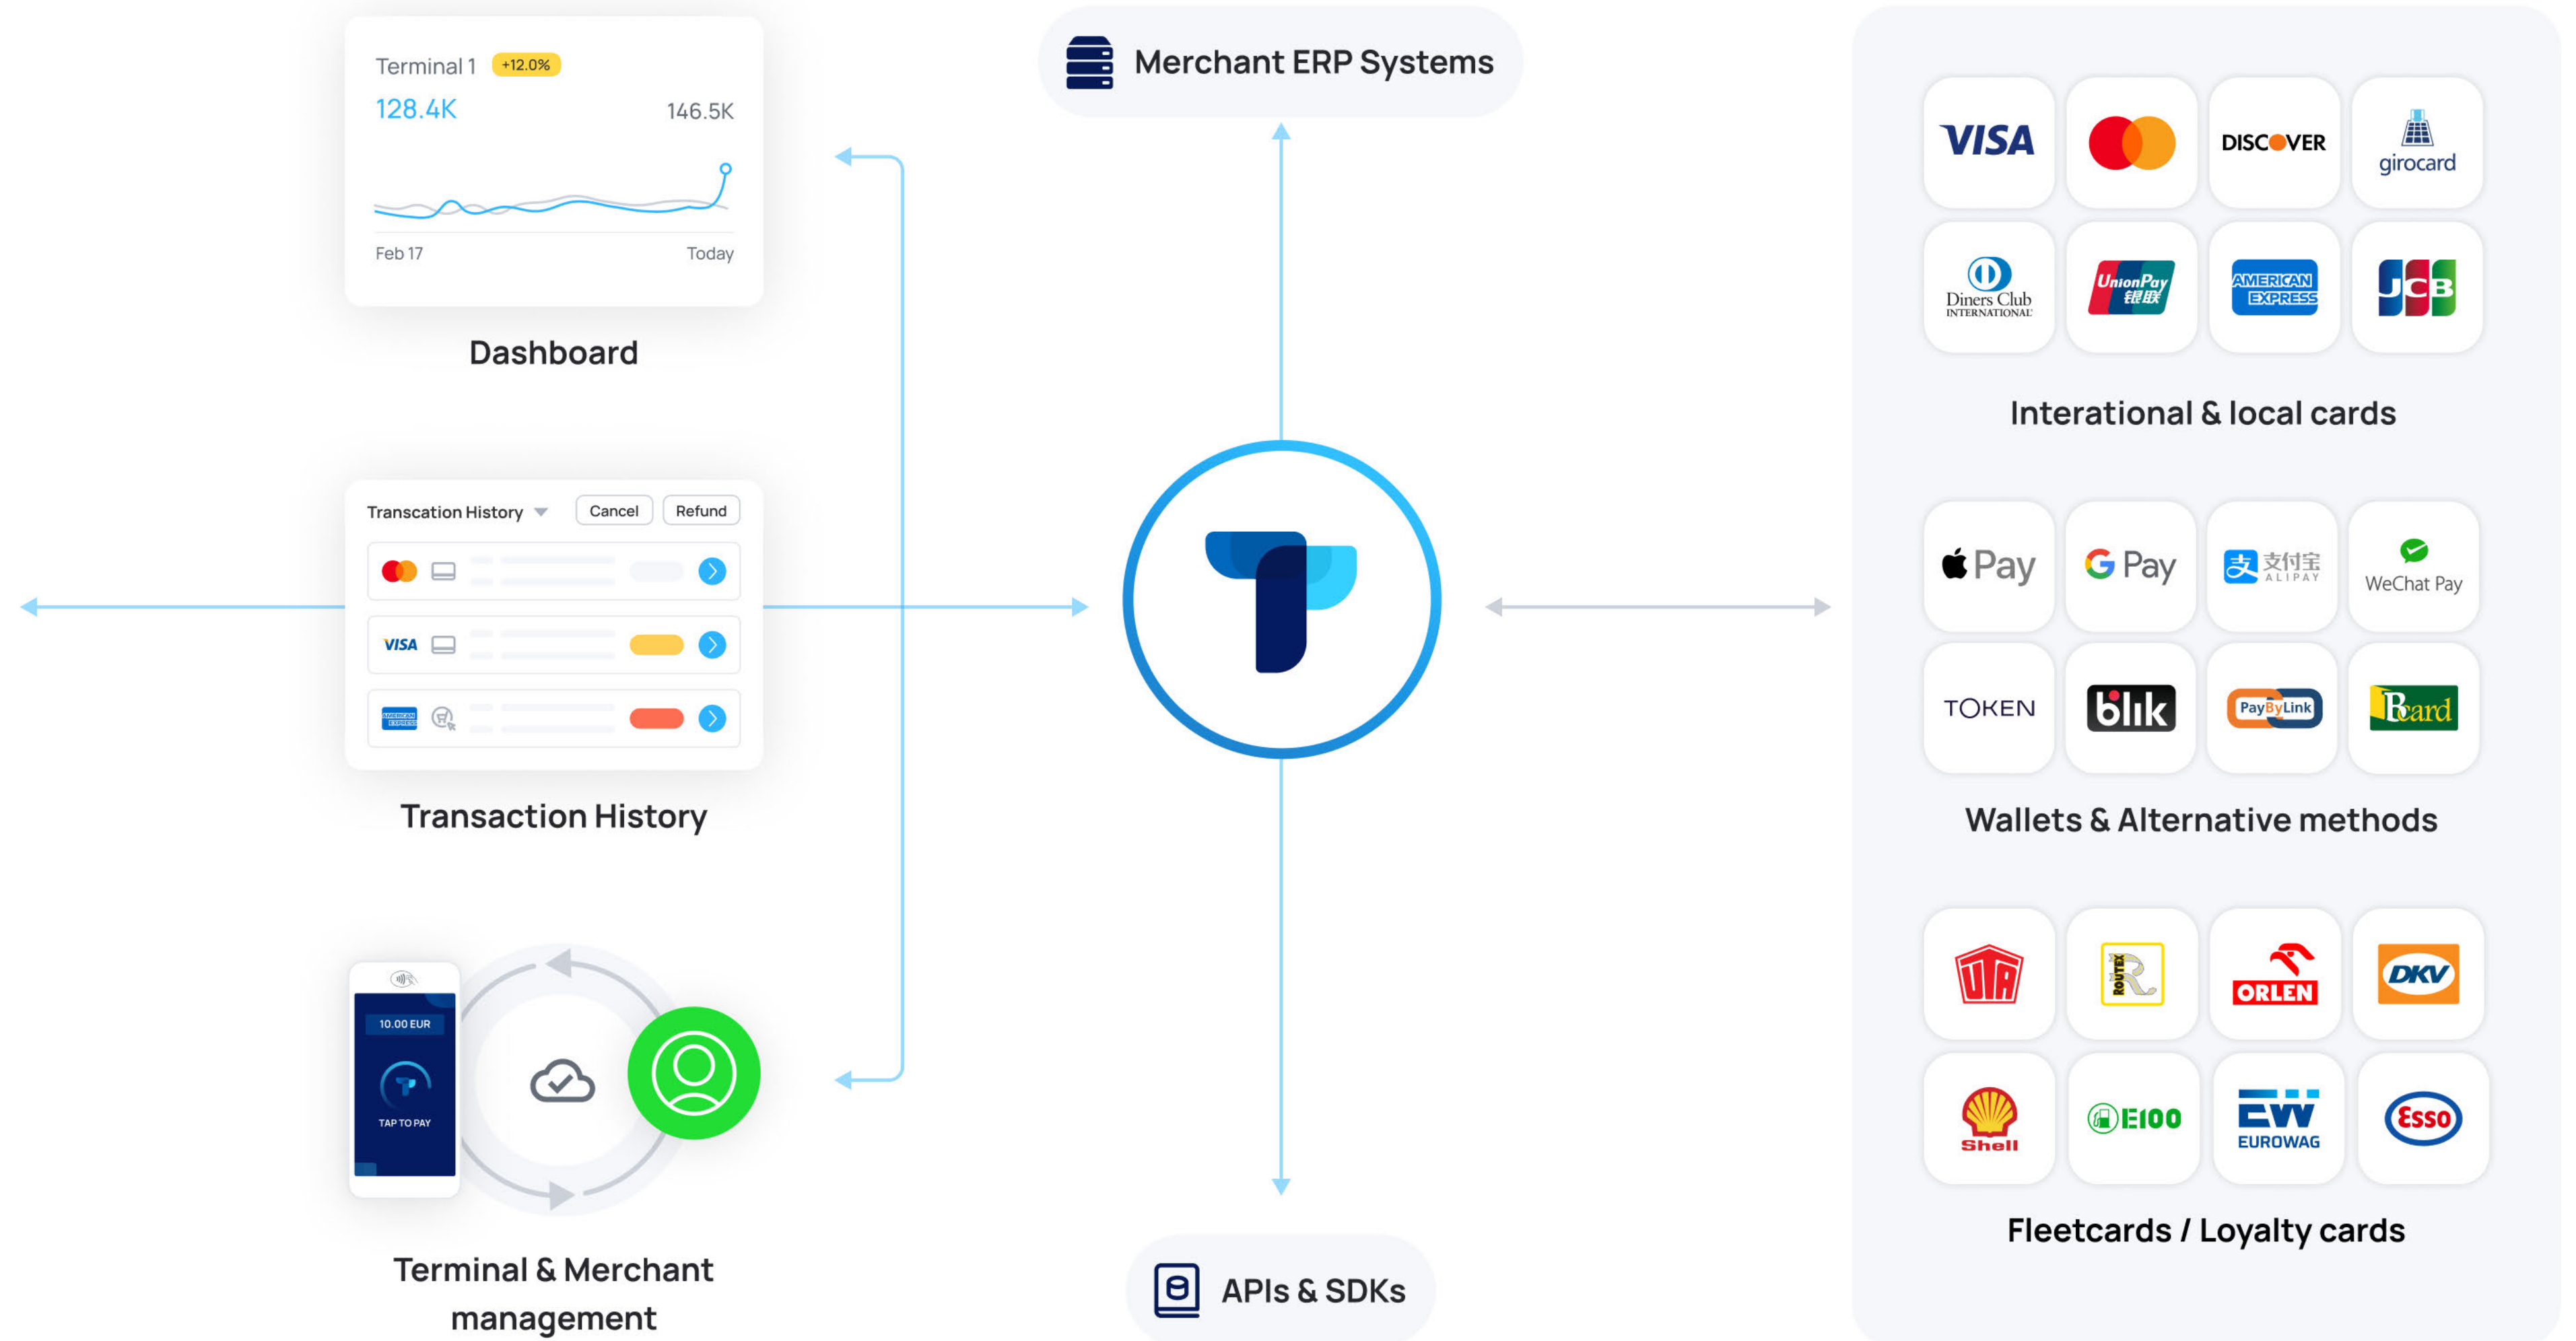 Terminal 1 +12.0%
128.4K 146.5K
Feb 17 Today
Dashboard
Transcation History Cancel Refund
VISA
AMERICAN
EXPRESS
Transaction History
10.00 EUR
TAP TO PAY
Terminal & Merchant
management
Merchant ERP Systems
APIs & SDKs
VISA
DISCOVER
girocard
Diners Club
INTERNATIONAL
UnionPay
银联
AMERICAN
EXPRESS
JCB
Interational & local cards
Pay
G Pay
支付宝
ALIPAY
WeChat Pay
TOKEN
blik
PayByLink
Bcard
Wallets & Alternative methods
UTA
ROUTEX
R
ORLEN
DKV
Shell
E100
EW
EUROWAG
Esso
Fleetcards / Loyalty cards